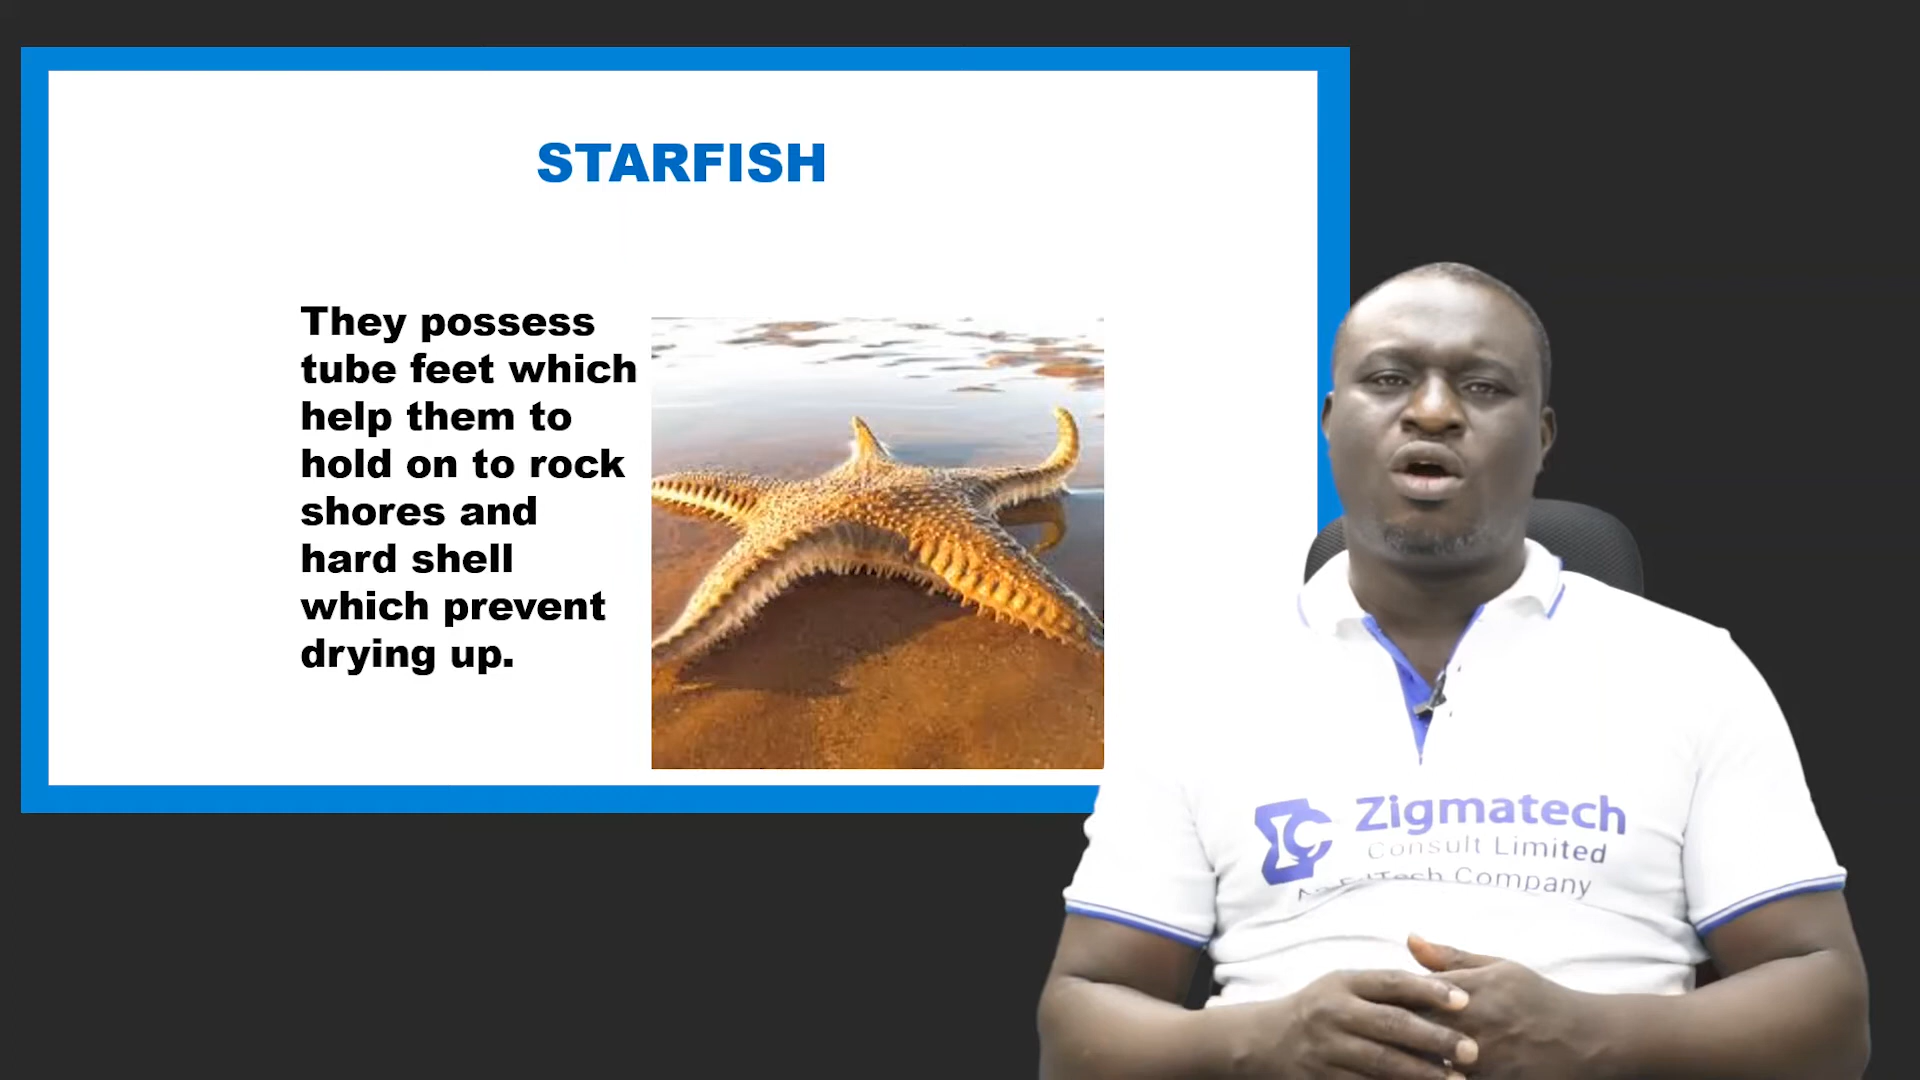 STARFISH
They possess
tube feet which
help them to
hold on to rock
shores and
hard shell
which prevent
drying up.
Zigmatech
Consult Limited
Company